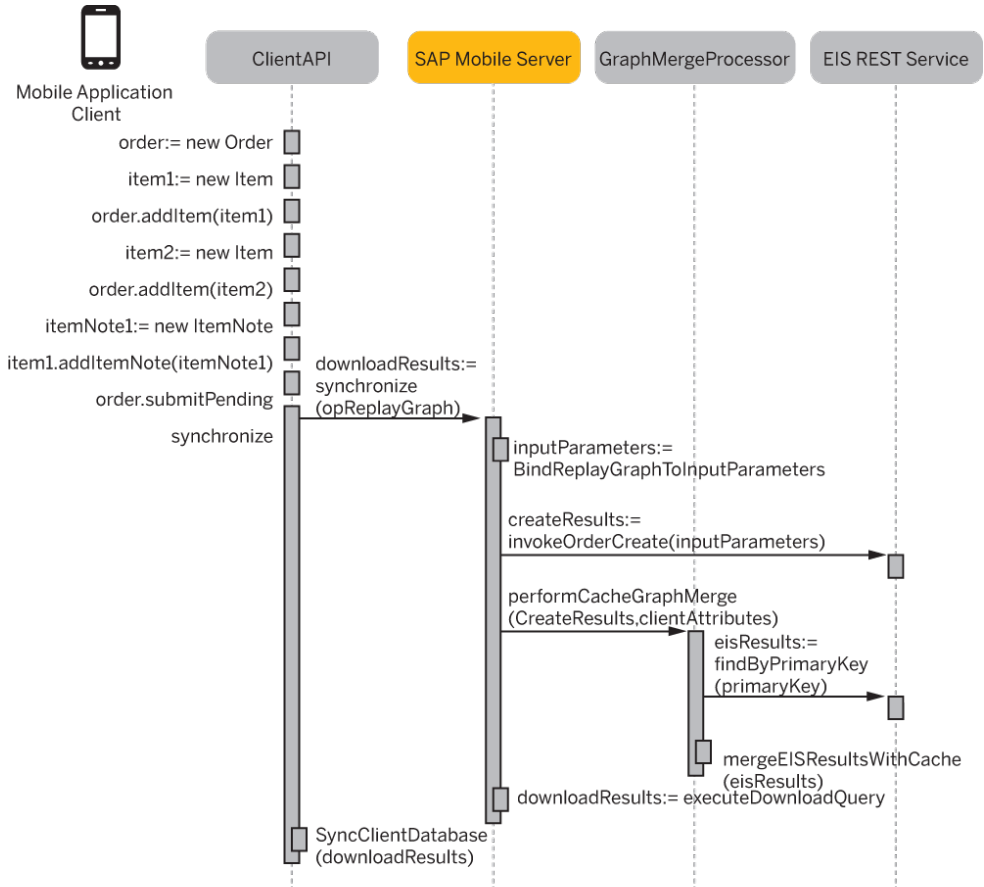 Mobile Application
Client
ClientAPI
SAP Mobile Server
GraphMergeProcessor
EIS REST Service
order:= new Order
item1:= new Item
order.addItem(item1)
item2:= new Item
order.addItem(item2)
itemNote1:= new ItemNote
item1.addItemNote(itemNote1)
order.submitPending
synchronize
downloadResults:=
synchronize
(opReplayGraph)
inputParameters:=
BindReplayGraphToInputParameters
createResults:=
invokeOrderCreate(inputParameters)
performCacheGraphMerge
(CreateResults,clientAttributes)
eisResults:=
findByPrimaryKey
(primaryKey)
mergeEISResultsWithCache
(eisResults)
downloadResults:= executeDownloadQuery
SyncClientDatabase
(downloadResults)